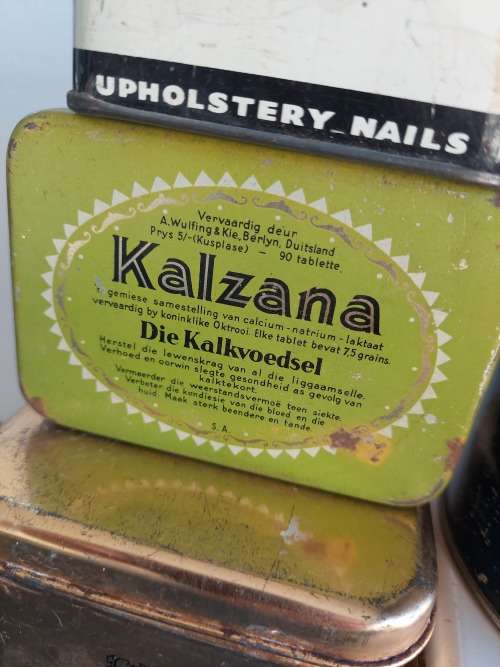 UPHOLSTERY NAILS
Vervaardig deur
A. Wulfing & Kie, Berlyn, Duitsland
Prys 5/- (Kusplase) — 90 tablette.
Kalzana
gemiese samestelling van calcium-natrium-laktaat
vervaardig by koninklike Oktrooi. Elke tablet bevat 7,5 grains.
Die Kalkvoedsel
Herstel die lewenskrag van al die liggaamselle.
Verhoed en oorwin slegte gesondheid as gevolg van
kalktekort.
Vermeerder die weerstandsvermoë teen siekte.
Verbeter die kondiesie van die bloed en die
huid. Maak sterk beendere en tande.
S.A.